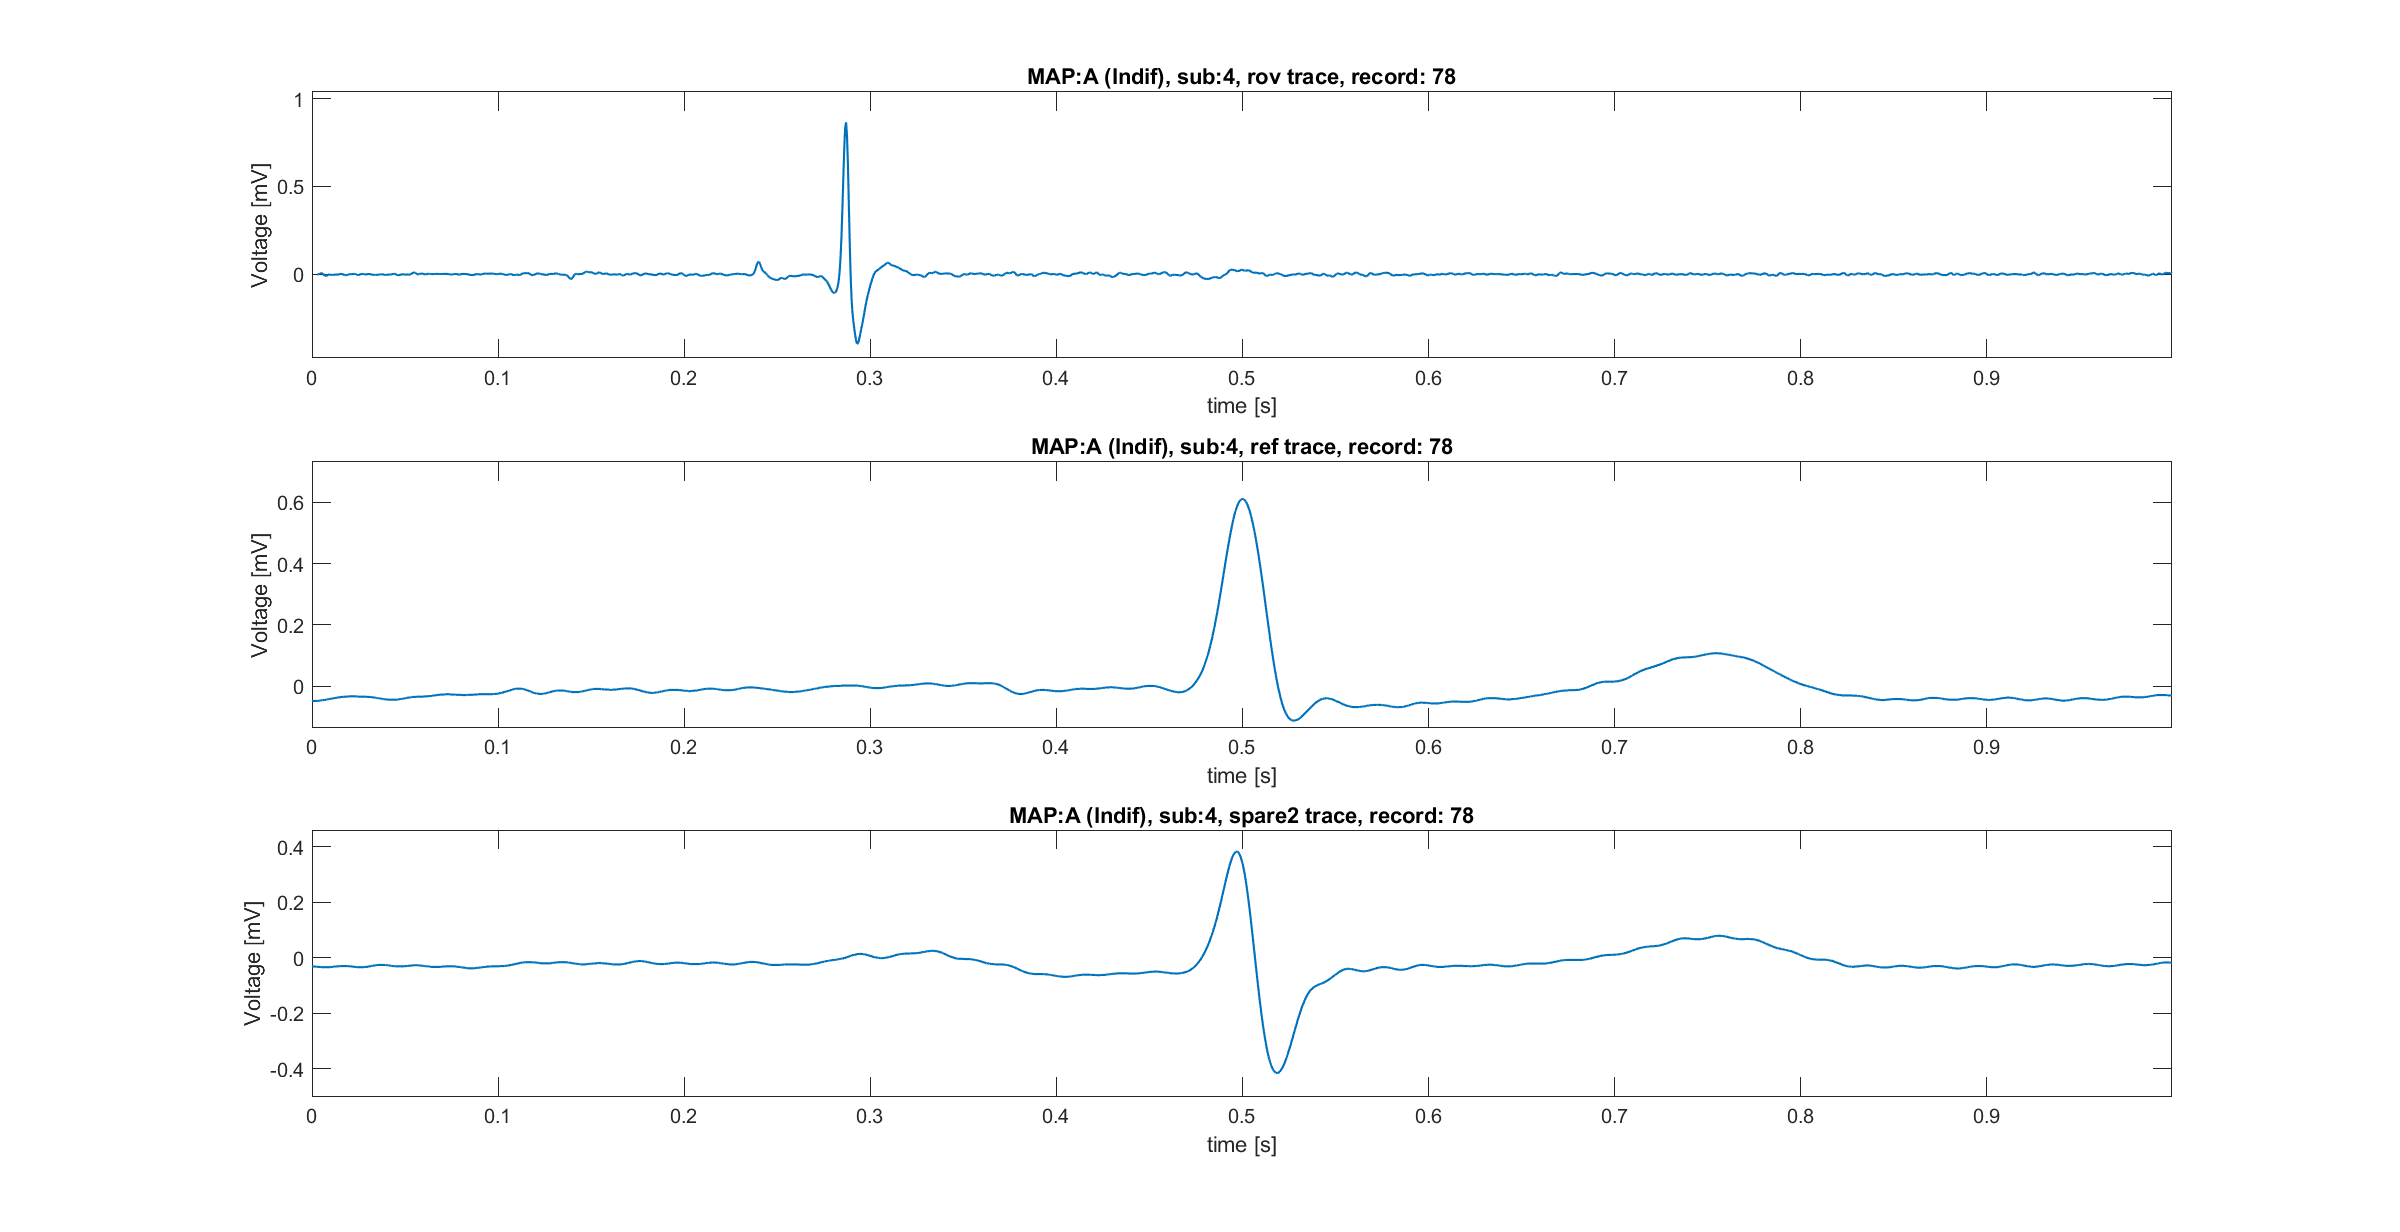 MAP:A (Indif), sub:4, rov trace, record: 78
1
0.5
0
Voltage [mV]
0 0.1 0.2 0.3 0.4 0.5 0.6 0.7 0.8 0.9
time [s]
MAP:A (Indif), sub:4, ref trace, record: 78
0.6
0.4
0.2
0
Voltage [mV]
0 0.1 0.2 0.3 0.4 0.5 0.6 0.7 0.8 0.9
time [s]
MAP:A (Indif), sub:4, spare2 trace, record: 78
0.4
0.2
0
-0.2
-0.4
Voltage [mV]
0 0.1 0.2 0.3 0.4 0.5 0.6 0.7 0.8 0.9
time [s]